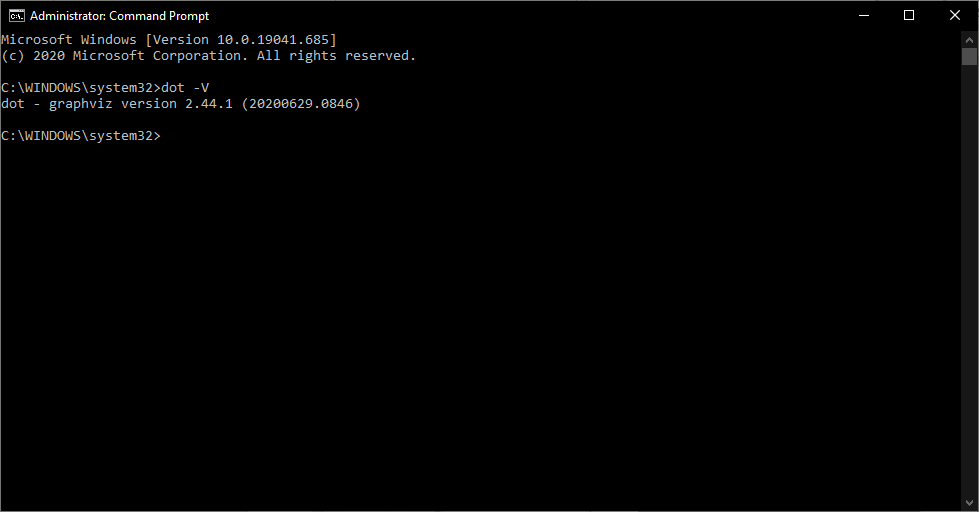 Administrator: Command Prompt
Microsoft Windows [Version 10.0.19041.685]
(c) 2020 Microsoft Corporation. All rights reserved.
C:\WINDOWS\system32>dot -V
dot - graphviz version 2.44.1 (20200629.0846)
C:\WINDOWS\system32>